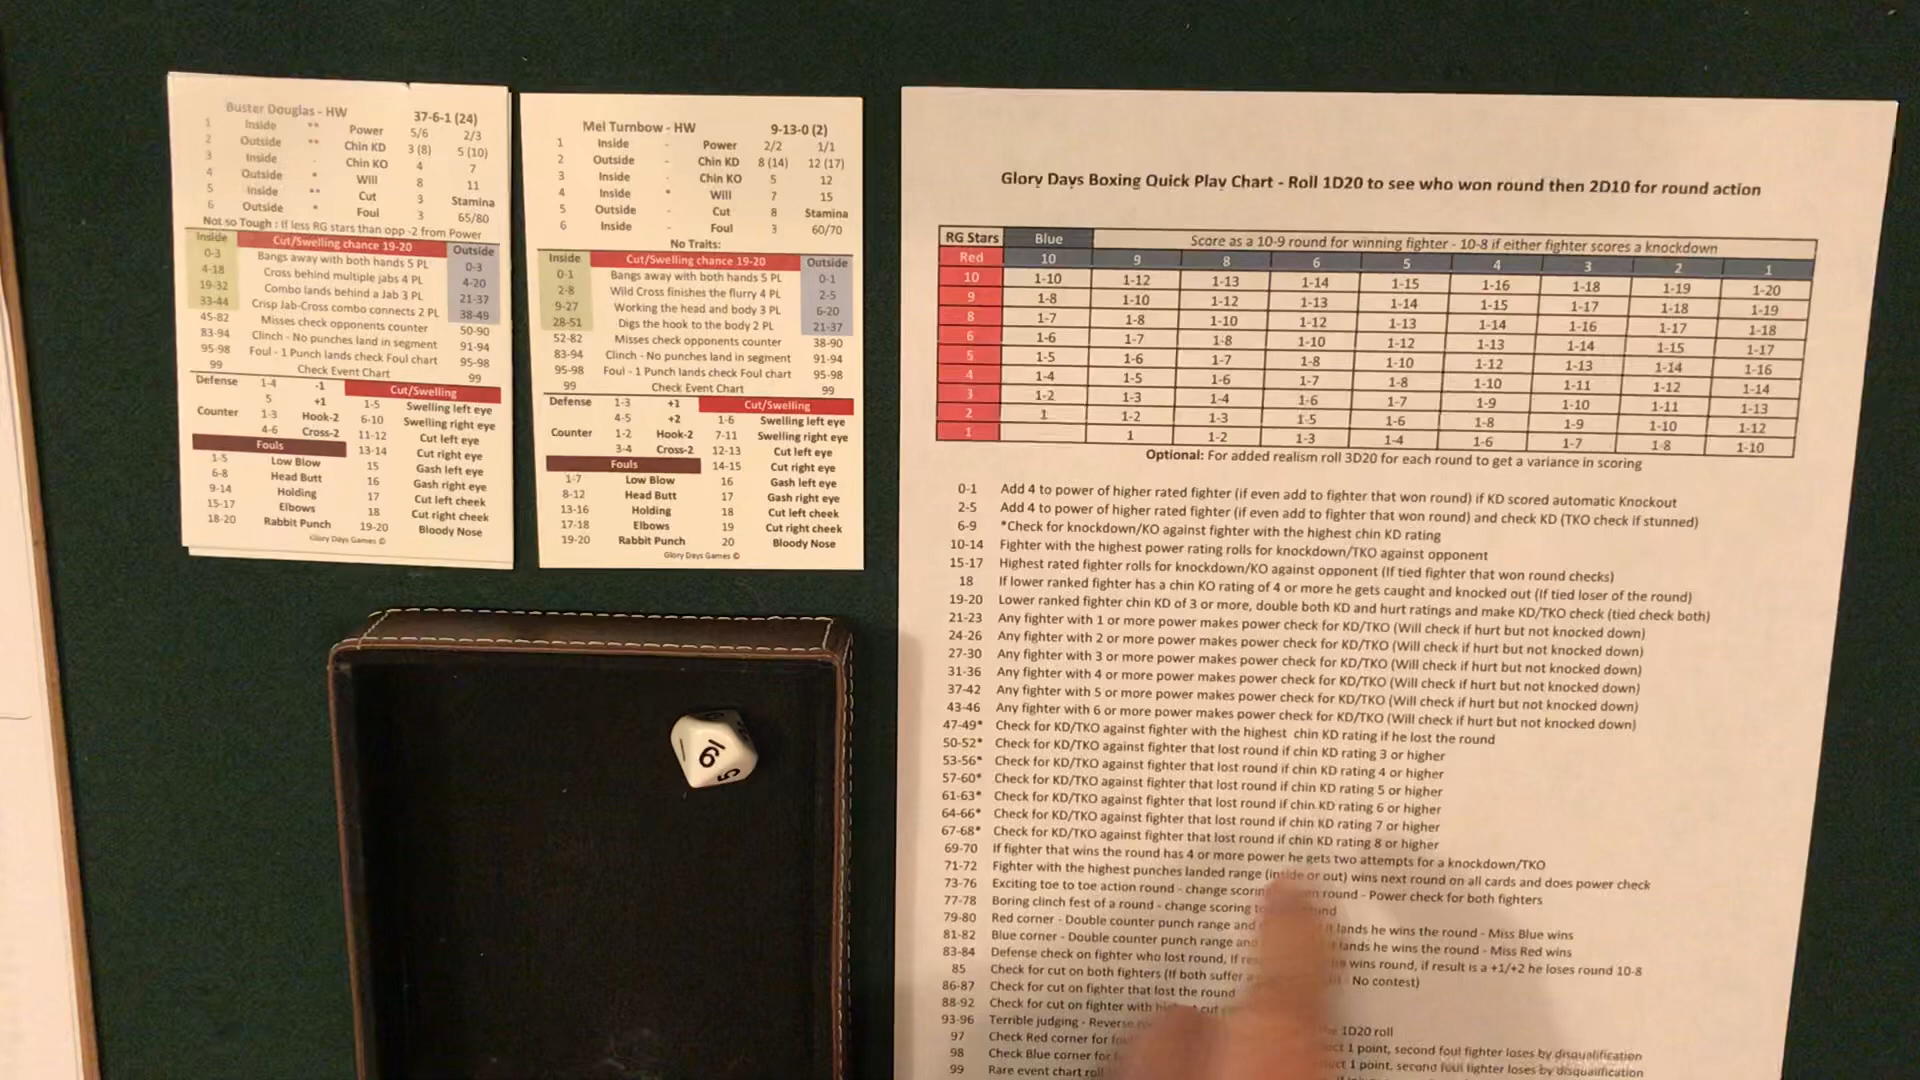 Buster Douglas - HW 37-6-1 (24)
1 Inside ** Power 5/6 2/3
2 Outside ** Chin KD 3 (8) 5 (10)
3 Inside - Chin KO 4 7
4 Outside * Will 8 11
5 Inside ** Cut 3 Stamina
6 Outside * Foul 3 65/80
Not so Tough : If less RG stars than opp -2 from Power
Inside Cut/Swelling chance 19-20 Outside
0-3 Bangs away with both hands 5 PL 0-3
4-18 Cross behind multiple jabs 4 PL 4-20
19-32 Combo lands behind a Jab 3 PL 21-37
33-44 Crisp Jab-Cross combo connects 2 PL 38-49
45-82 Misses check opponents counter 50-90
83-94 Clinch - No punches land in segment 91-94
95-98 Foul - 1 Punch lands check Foul chart 95-98
99 Check Event Chart 99
Defense 1-4 -1 Cut/Swelling
5 +1 1-5 Swelling left eye
Counter 1-3 Hook-2 6-10 Swelling right eye
4-6 Cross-2 11-12 Cut left eye
Fouls 13-14 Cut right eye
1-5 Low Blow 15 Gash left eye
6-8 Head Butt 16 Gash right eye
9-14 Holding 17 Cut left cheek
15-17 Elbows 18 Cut right cheek
18-20 Rabbit Punch 19-20 Bloody Nose
Glory Days Games ©
Mel Turnbow - HW 9-13-0 (2)
1 Inside - Power 2/2 1/1
2 Outside - Chin KD 8 (14) 12 (17)
3 Inside - Chin KO 5 12
4 Inside * Will 7 15
5 Outside - Cut 8 Stamina
6 Inside - Foul 3 60/70
No Traits:
Inside Cut/Swelling chance 19-20 Outside
0-1 Bangs away with both hands 5 PL 0-1
2-8 Wild Cross finishes the flurry 4 PL 2-5
9-27 Working the head and body 3 PL 6-20
28-51 Digs the hook to the body 2 PL 21-37
52-82 Misses check opponents counter 38-90
83-94 Clinch - No punches land in segment 91-94
95-98 Foul - 1 Punch lands check Foul chart 95-98
99 Check Event Chart 99
Defense 1-3 +1 Cut/Swelling
4-5 +2 1-6 Swelling left eye
Counter 1-2 Hook-2 7-11 Swelling right eye
3-4 Cross-2 12-13 Cut left eye
Fouls 14-15 Cut right eye
1-7 Low Blow 16 Gash left eye
8-12 Head Butt 17 Gash right eye
13-16 Holding 18 Cut left cheek
17-18 Elbows 19 Cut right cheek
19-20 Rabbit Punch 20 Bloody Nose
Glory Days Games ©
6 5
Glory Days Boxing Quick Play Chart - Roll 1D20 to see who won round then 2D10 for round action
RG Stars Blue Score as a 10-9 round for winning fighter - 10-8 if either fighter scores a knockdown
Red 10 9 8 6 5 4 3 2 1
10 1-10 1-12 1-13 1-14 1-15 1-16 1-18 1-19 1-20
9 1-8 1-10 1-12 1-13 1-14 1-15 1-17 1-18 1-19
8 1-7 1-8 1-10 1-12 1-13 1-14 1-16 1-17 1-18
6 1-6 1-7 1-8 1-10 1-12 1-13 1-14 1-15 1-17
5 1-5 1-6 1-7 1-8 1-10 1-12 1-13 1-14 1-16
4 1-4 1-5 1-6 1-7 1-8 1-10 1-11 1-12 1-14
3 1-2 1-3 1-4 1-6 1-7 1-9 1-10 1-11 1-13
2 1 1-2 1-3 1-5 1-6 1-8 1-9 1-10 1-12
1 1 1-2 1-3 1-4 1-6 1-7 1-8 1-10
Optional: For added realism roll 3D20 for each round to get a variance in scoring
0-1 Add 4 to power of higher rated fighter (if even add to fighter that won round) if KD scored automatic Knockout
2-5 Add 4 to power of higher rated fighter (if even add to fighter that won round) and check KD (TKO check if stunned)
6-9 *Check for knockdown/KO against fighter with the highest chin KD rating
10-14 Fighter with the highest power rating rolls for knockdown/TKO against opponent
15-17 Highest rated fighter rolls for knockdown/KO against opponent (If tied fighter that won round checks)
18 If lower ranked fighter has a chin KO rating of 4 or more he gets caught and knocked out (If tied loser of the round)
19-20 Lower ranked fighter chin KD of 3 or more, double both KD and hurt ratings and make KD/TKO check (tied check both)
21-23 Any fighter with 1 or more power makes power check for KD/TKO (Will check if hurt but not knocked down)
24-26 Any fighter with 2 or more power makes power check for KD/TKO (Will check if hurt but not knocked down)
27-30 Any fighter with 3 or more power makes power check for KD/TKO (Will check if hurt but not knocked down)
31-36 Any fighter with 4 or more power makes power check for KD/TKO (Will check if hurt but not knocked down)
37-42 Any fighter with 5 or more power makes power check for KD/TKO (Will check if hurt but not knocked down)
43-46 Any fighter with 6 or more power makes power check for KD/TKO (Will check if hurt but not knocked down)
47-49* Check for KD/TKO against fighter with the highest chin KD rating if he lost the round
50-52* Check for KD/TKO against fighter that lost round if chin KD rating 3 or higher
53-56* Check for KD/TKO against fighter that lost round if chin KD rating 4 or higher
57-60* Check for KD/TKO against fighter that lost round if chin KD rating 5 or higher
61-63* Check for KD/TKO against fighter that lost round if chin KD rating 6 or higher
64-66* Check for KD/TKO against fighter that lost round if chin KD rating 7 or higher
67-68* Check for KD/TKO against fighter that lost round if chin KD rating 8 or higher
69-70 If fighter that wins the round has 4 or more power he gets two attempts for a knockdown/TKO
71-72 Fighter with the highest punches landed range (inside or out) wins next round on all cards and does power check
73-76 Exciting toe to toe action round - change scoring round - Power check for both fighters
77-78 Boring clinch fest of a round - change scoring
79-80 Red corner - Double counter punch range and lands he wins the round - Miss Blue wins
81-82 Blue corner - Double counter punch range and lands he wins the round - Miss Red wins
83-84 Defense check on fighter who lost round, If wins round, if result is a +1/+2 he loses round 10-8
85 Check for cut on both fighters (If both suffer No contest)
86-87 Check for cut on fighter that lost the round
88-92 Check for cut on fighter with cut
93-96 Terrible judging - Reverse 1D20 roll
97 Check Red corner for 1 point, second foul fighter loses by disqualification
98 Check Blue corner for 1 point, second foul fighter loses by disqualification
99 Rare event chart roll